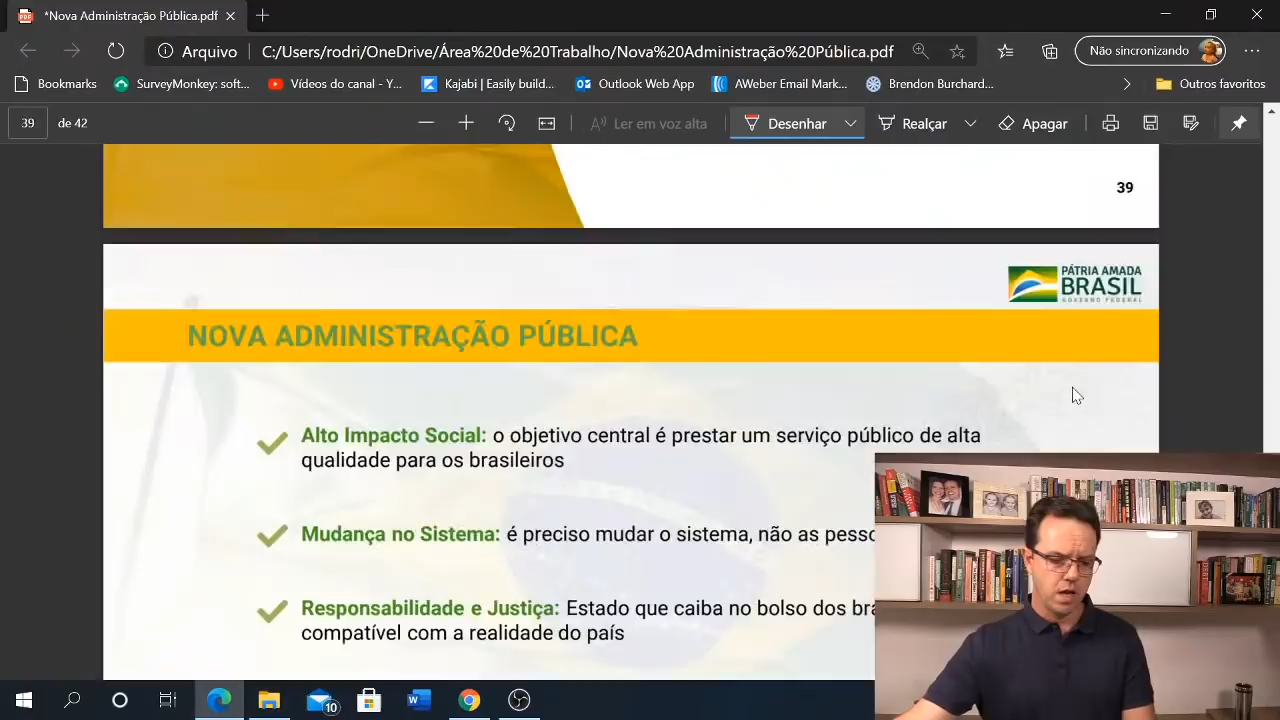 *Nova Administração Pública.pdf
Arquivo C:/Users/rodri/OneDrive/Área%20de%20Trabalho/Nova%20Administração%20Pública.pdf Não sincronizando
Bookmarks SurveyMonkey: soft... Vídeos do canal - Y... Kajabi | Easily build... Outlook Web App AWeber Email Mark... Brendon Burchard... Outros favoritos
39 de 42 Ler em voz alta Desenhar Realçar Apagar
39
PÁTRIA AMADA
BRASIL
GOVERNO FEDERAL
NOVA ADMINISTRAÇÃO PÚBLICA
Alto Impacto Social: o objetivo central é prestar um serviço público de alta
qualidade para os brasileiros
Mudança no Sistema: é preciso mudar o sistema, não as
Responsabilidade e Justiça: Estado que caiba no bolso dos
compatível com a realidade do país
10